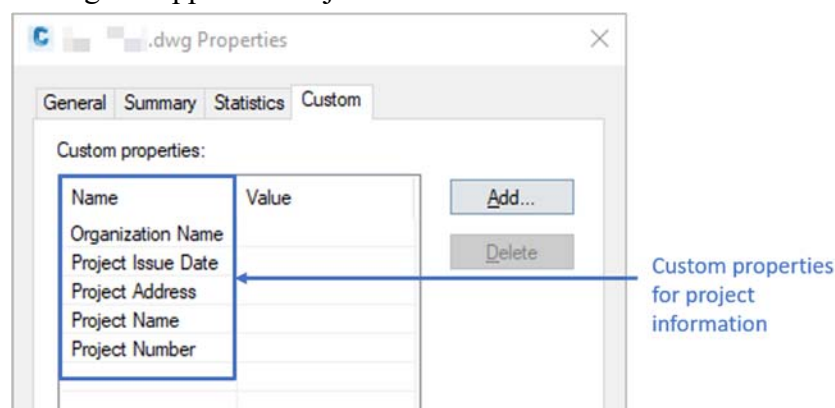 .dwg Properties
General Summary Statistics Custom
Custom properties:
Name Value
Organization Name
Project Issue Date
Project Address
Project Name
Project Number
Add...
Delete
Custom properties
for project
information